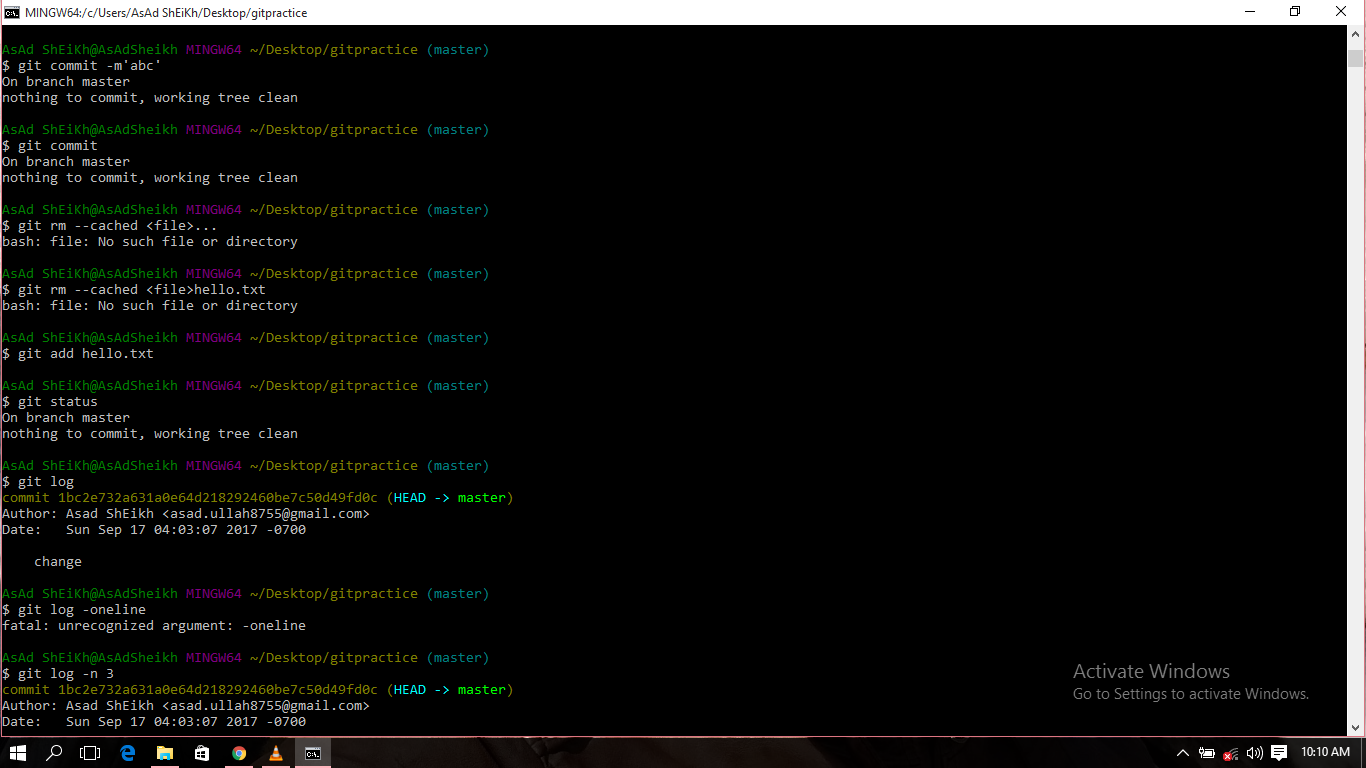 MINGW64:/c/Users/AsAd ShEiKh/Desktop/gitpractice
AsAd ShEiKh@AsAdSheikh MINGW64 ~/Desktop/gitpractice (master)
$ git commit -m'abc'
On branch master
nothing to commit, working tree clean
AsAd ShEiKh@AsAdSheikh MINGW64 ~/Desktop/gitpractice (master)
$ git commit
On branch master
nothing to commit, working tree clean
AsAd ShEiKh@AsAdSheikh MINGW64 ~/Desktop/gitpractice (master)
$ git rm --cached <file>...
bash: file: No such file or directory
AsAd ShEiKh@AsAdSheikh MINGW64 ~/Desktop/gitpractice (master)
$ git rm --cached <file>hello.txt
bash: file: No such file or directory
AsAd ShEiKh@AsAdSheikh MINGW64 ~/Desktop/gitpractice (master)
$ git add hello.txt
AsAd ShEiKh@AsAdSheikh MINGW64 ~/Desktop/gitpractice (master)
$ git status
On branch master
nothing to commit, working tree clean
AsAd ShEiKh@AsAdSheikh MINGW64 ~/Desktop/gitpractice (master)
$ git log
commit 1bc2e732a631a0e64d218292460be7c50d49fd0c (HEAD -> master)
Author: Asad ShEikh <asad.ullah8755@gmail.com>
Date:   Sun Sep 17 04:03:07 2017 -0700
change
AsAd ShEiKh@AsAdSheikh MINGW64 ~/Desktop/gitpractice (master)
$ git log -oneline
fatal: unrecognized argument: -oneline
AsAd ShEiKh@AsAdSheikh MINGW64 ~/Desktop/gitpractice (master)
$ git log -n 3
commit 1bc2e732a631a0e64d218292460be7c50d49fd0c (HEAD -> master)
Author: Asad ShEikh <asad.ullah8755@gmail.com>
Date:   Sun Sep 17 04:03:07 2017 -0700
Activate Windows
Go to Settings to activate Windows.
10:10 AM